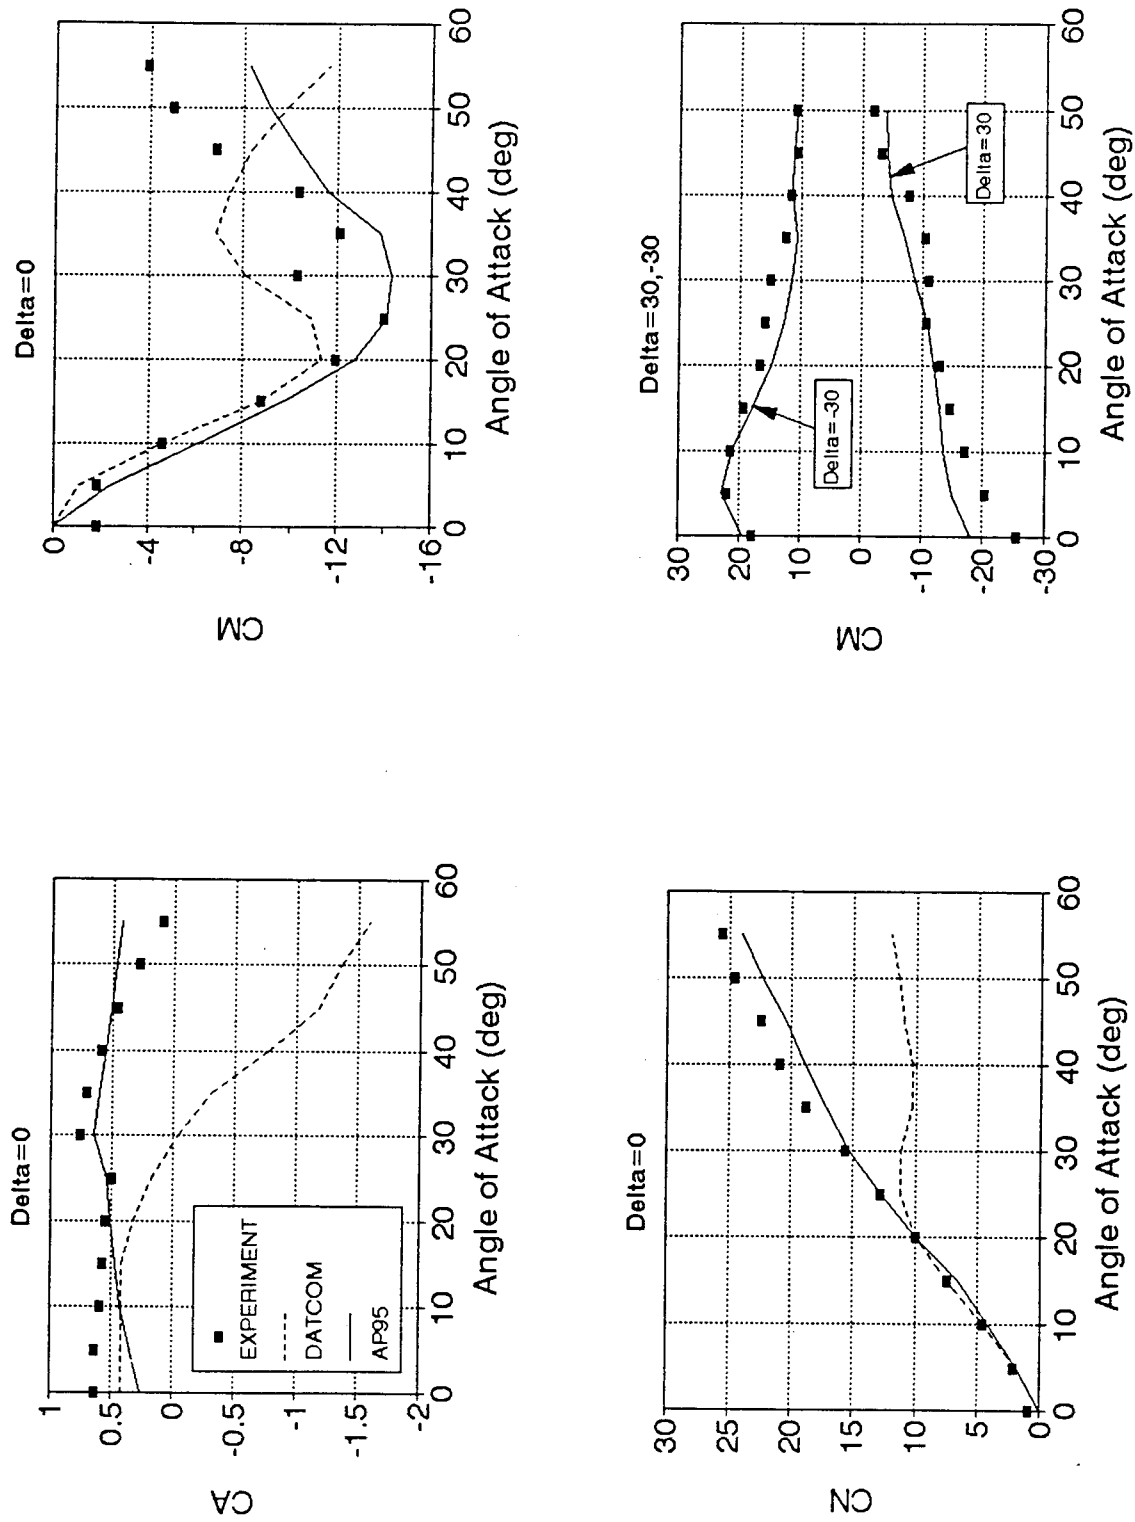 Delta=0
1
0.5
0
-0.5
-1
-1.5
-2
CA
EXPERIMENT
DATCOM
AP95
0 10 20 30 40 50 60
Angle of Attack (deg)
Delta=0
0
-4
-8
-12
-16
CM
0 10 20 30 40 50 60
Angle of Attack (deg)
Delta=0
30
25
20
15
10
5
0
CN
0 10 20 30 40 50 60
Angle of Attack (deg)
Delta=30,-30
30
20
10
0
-10
-20
-30
CM
Delta=-30
Delta=30
0 10 20 30 40 50 60
Angle of Attack (deg)